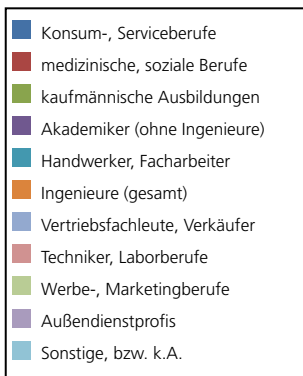 Konsum-, Serviceberufe
medizinische, soziale Berufe
kaufmännische Ausbildungen
Akademiker (ohne Ingenieure)
Handwerker, Facharbeiter
Ingenieure (gesamt)
Vertriebsfachleute, Verkäufer
Techniker, Laborberufe
Werbe-, Marketingberufe
Außendienstprofis
Sonstige, bzw. k.A.